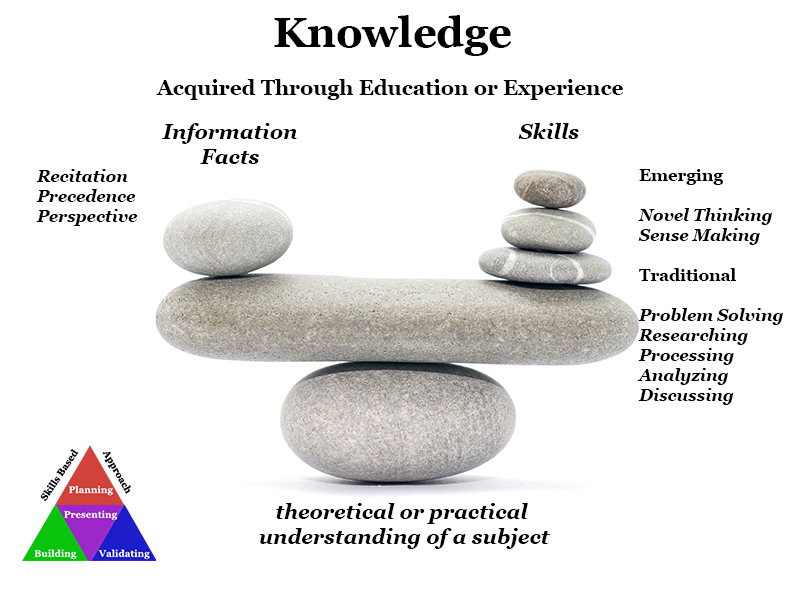 Knowledge
Acquired Through Education or Experience
Information
Facts
Skills
Recitation
Precedence
Perspective
Emerging
Novel Thinking
Sense Making
Traditional
Problem Solving
Researching
Processing
Analyzing
Discussing
Skills Based
Approach
Planning
Presenting
Building
Validating
theoretical or practical
understanding of a subject